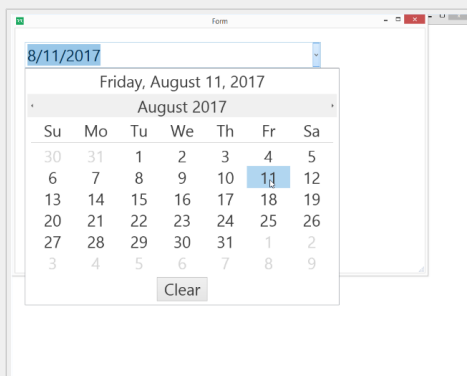 Form
8/11/2017
Friday, August 11, 2017
August 2017
Su Mo Tu We Th Fr Sa
30 31 1 2 3 4 5
6 7 8 9 10 11 12
13 14 15 16 17 18 19
20 21 22 23 24 25 26
27 28 29 30 31 1 2
3 4 5 6 7 8 9
Clear